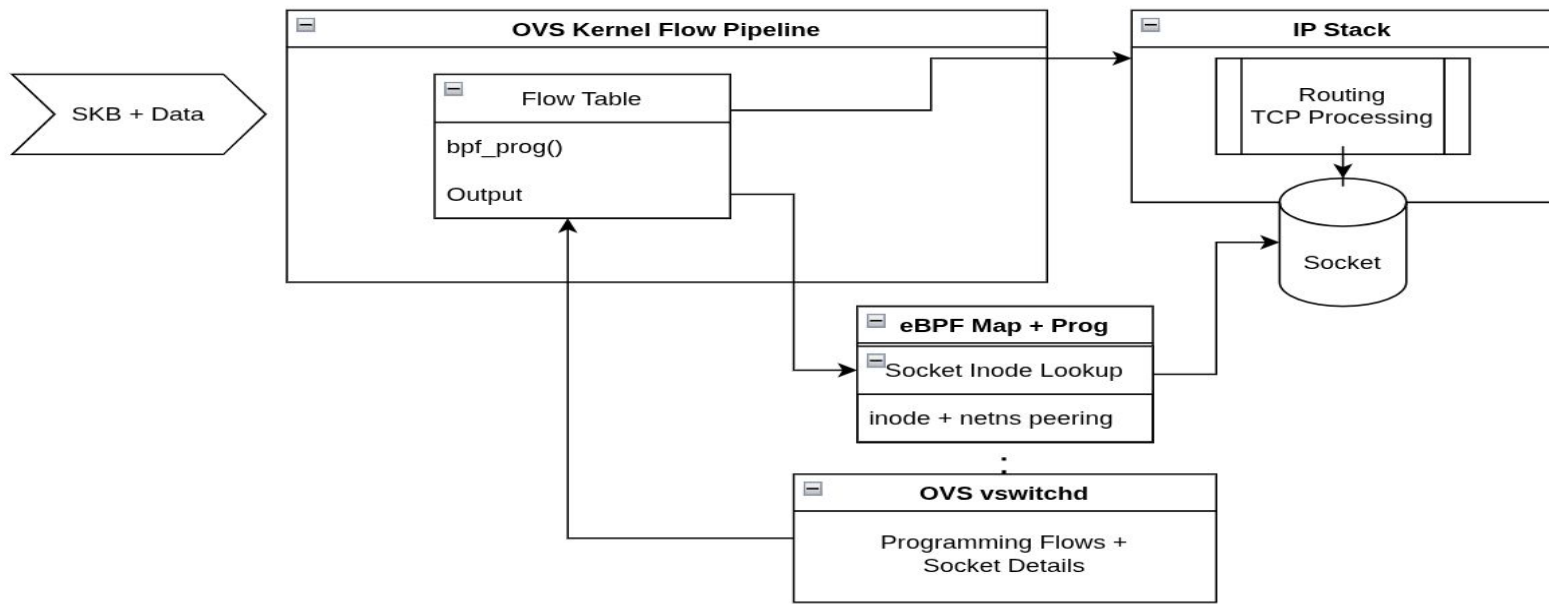 OVS Kernel Flow Pipeline
IP Stack
SKB + Data
Flow Table
bpf_prog()
Output
Routing
TCP Processing
Socket
eBPF Map + Prog
Socket Inode Lookup
inode + netns peering
OVS vswitchd
Programming Flows +
Socket Details